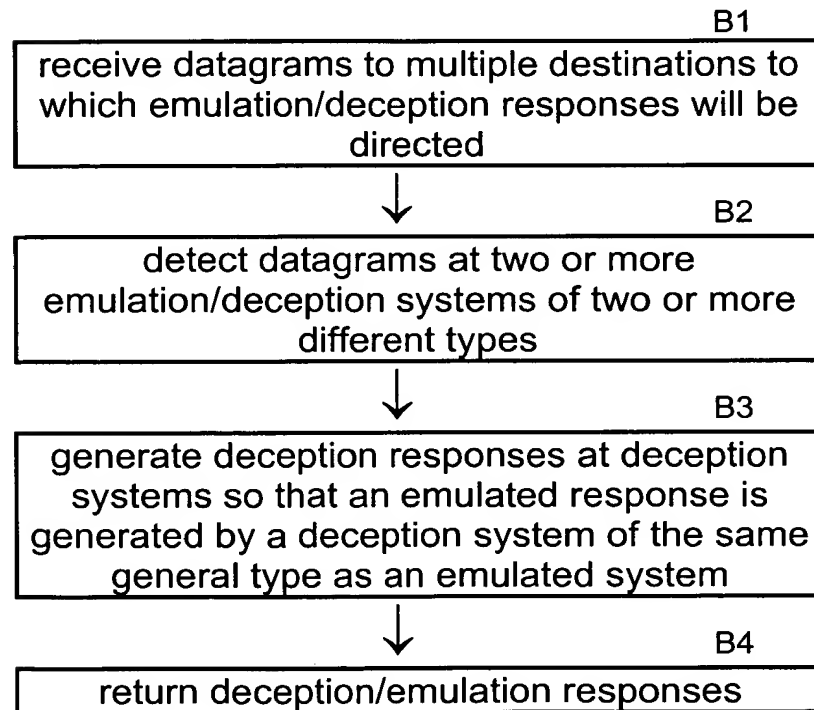 B1
receive datagrams to multiple destinations to
which emulation/deception responses will be
directed
B2
detect datagrams at two or more
emulation/deception systems of two or more
different types
B3
generate deception responses at deception
systems so that an emulated response is
generated by a deception system of the same
general type as an emulated system
B4
return deception/emulation responses